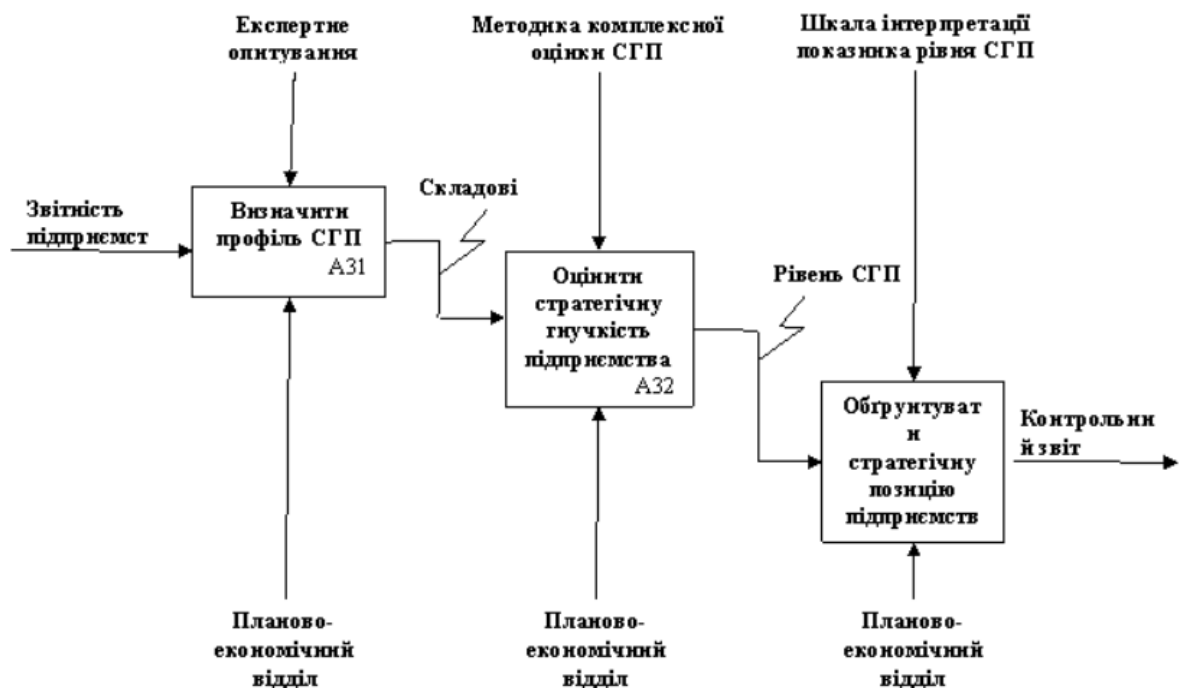 Експертне
опитування
Методика комплексної
оцінки СГП
Шкала інтерпретації
показника рівня СГП
Звітність
підприємст
Визначити
профіль СГП
А31
Складові
Оцінити
стратегічну
гнучкість
підприємства
А32
Рівень СГП
Обґрунтуват
и
стратегічну
позицію
підприємств
Контрольни
й звіт
Планово-
економічний
відділ
Планово-
економічний
відділ
Планово-
економічний
відділ